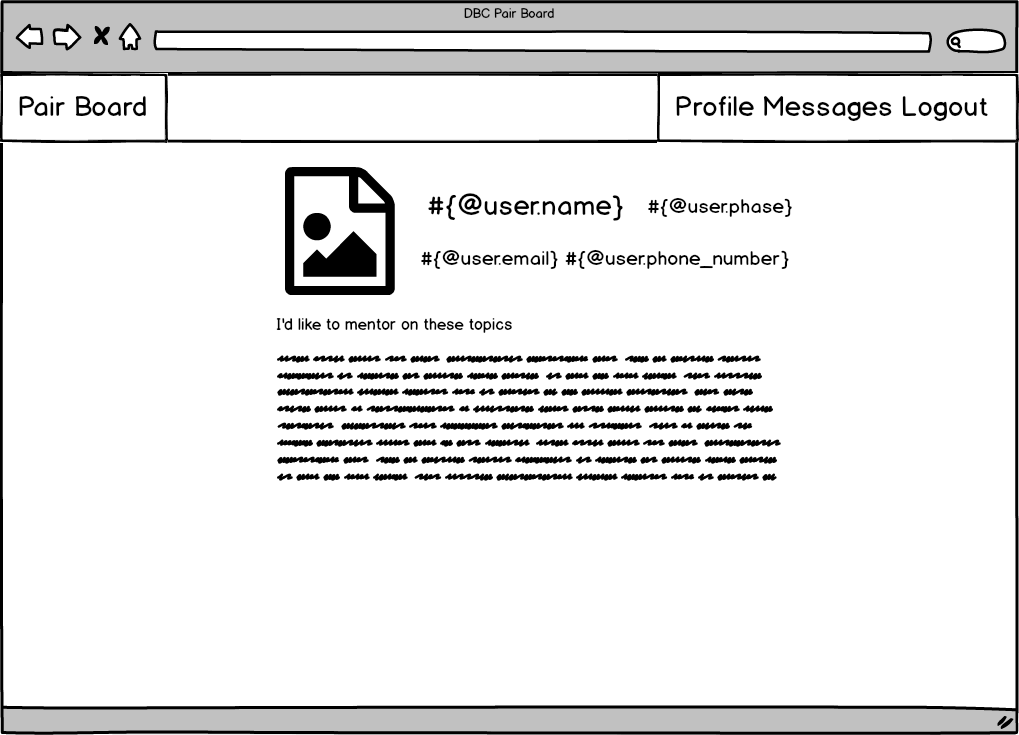 DBC Pair Board
Pair Board
Profile Messages Logout
#{@user.name} #{@user.phase}
#{@user.email} #{@user.phone_number}
I'd like to mentor on these topics